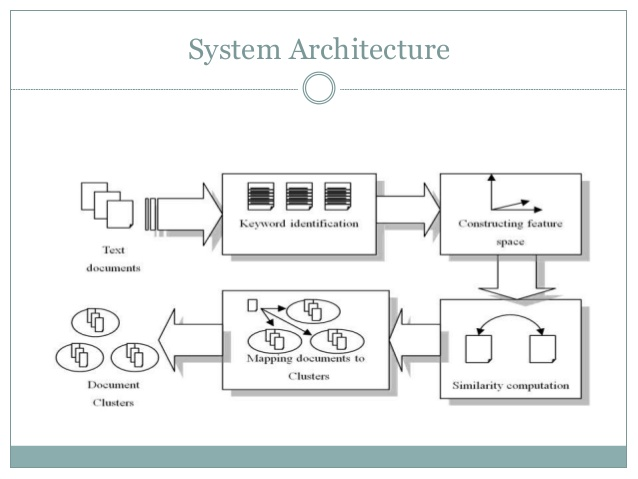 System Architecture
Text
documents
Keyword identification
Constructing feature
space
Similarity computation
Mapping documents to
Clusters
Document
Clusters